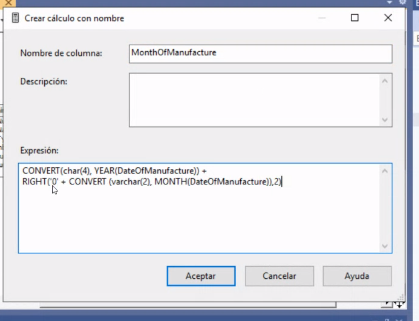 Crear cálculo con nombre
Nombre de columna:
MonthOfManufacture
Descripción:
Expresión:
CONVERT(char(4), YEAR(DateOfManufacture)) +
RIGHT('0' + CONVERT (varchar(2), MONTH(DateOfManufacture)),2)
Aceptar
Cancelar
Ayuda